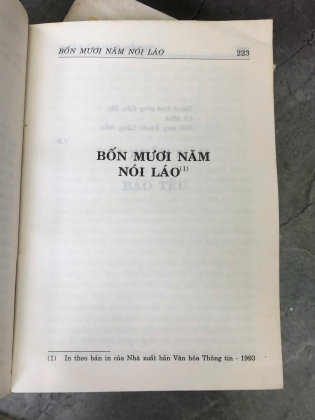 BỐN MƯƠI NĂM NÓI LÁO 223
BỐN MƯƠI NĂM
NÓI LÁO(1)
(1) In theo bản in của Nhà xuất bản Văn hóa Thông tin - 1993